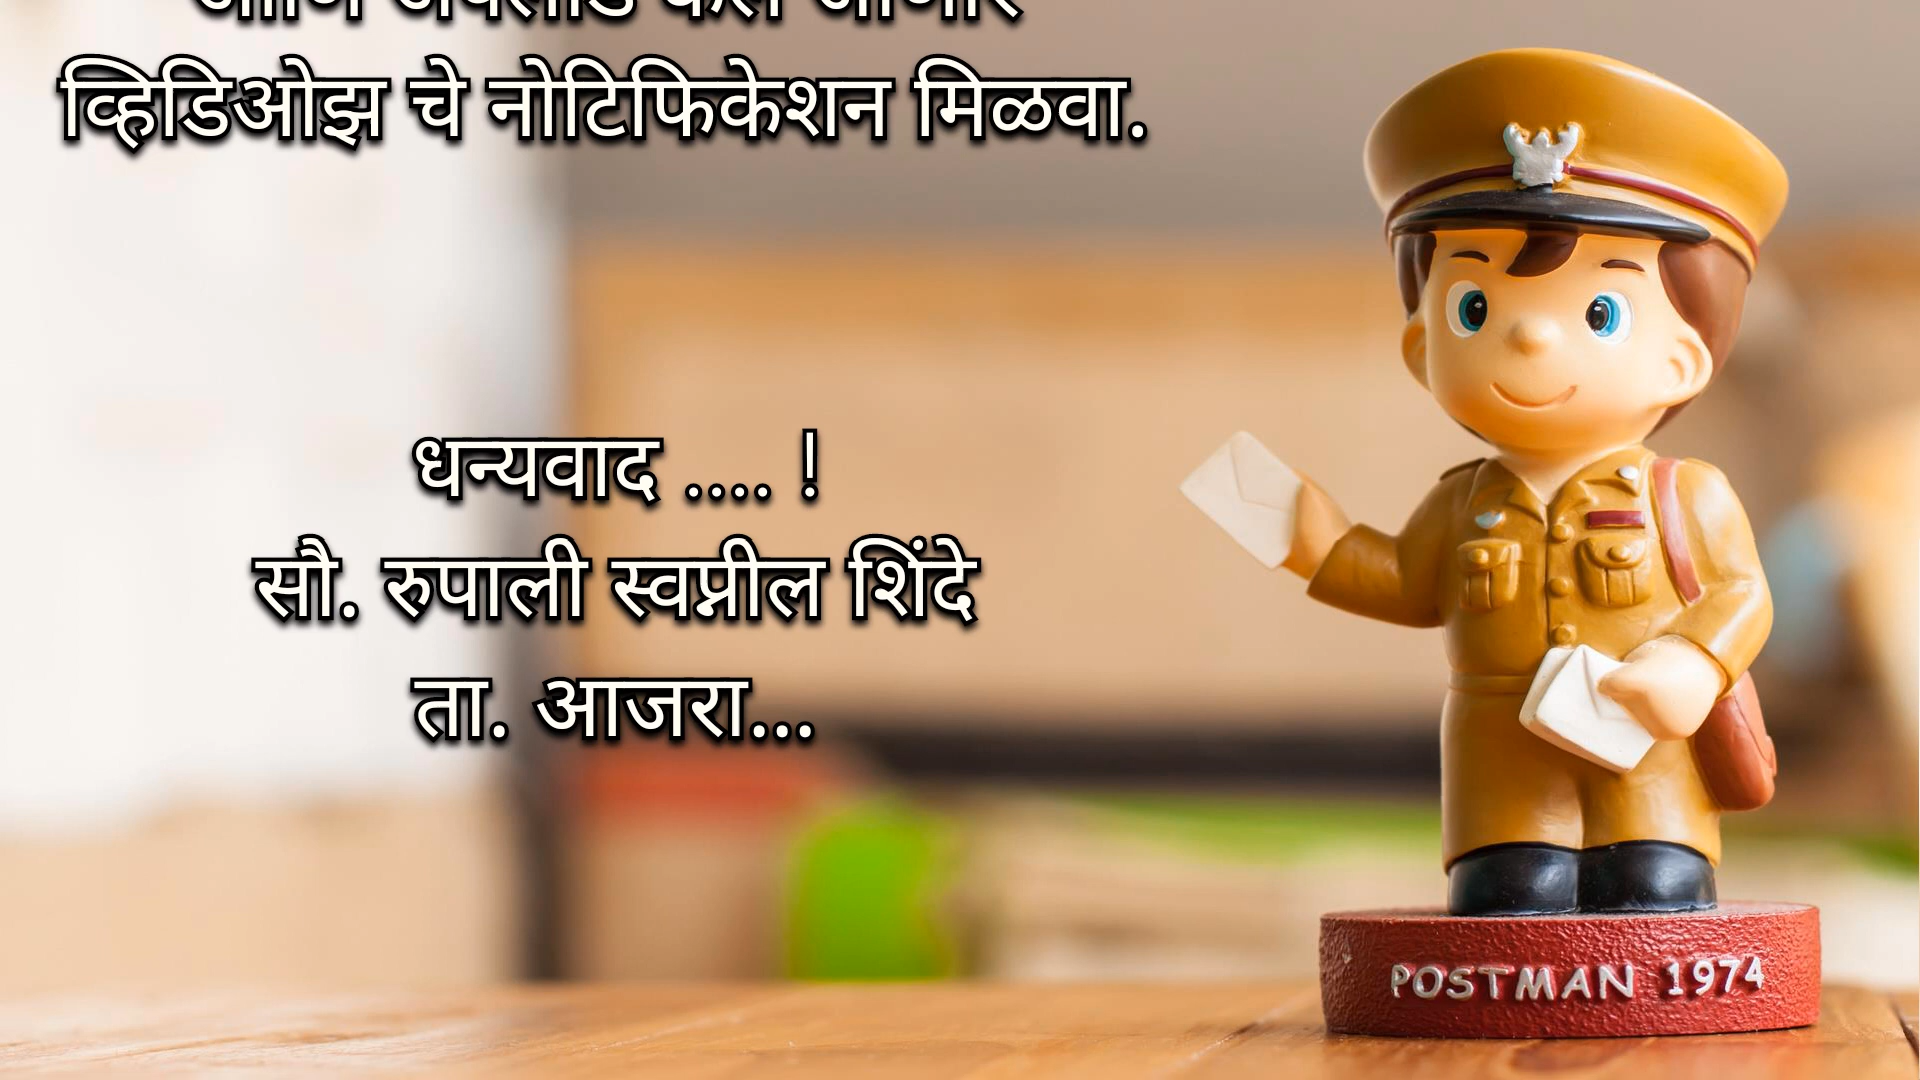 व्हिडिओझ चे नोटिफिकेशन मिळवा.
धन्यवाद .... !
सौ. रुपाली स्वप्नील शिंदे
ता. आजरा...
POSTMAN 1974